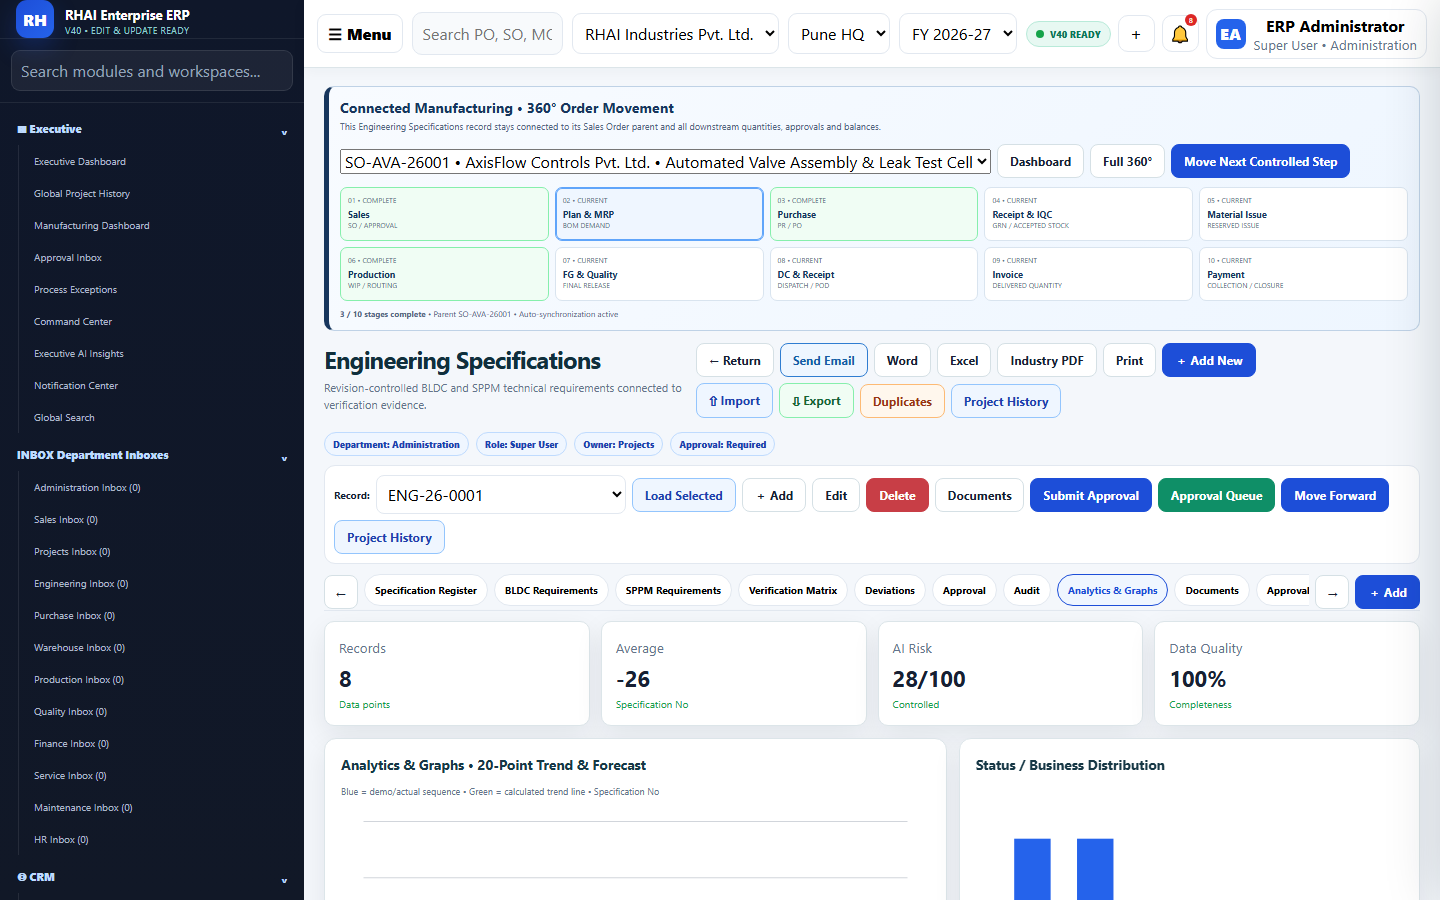 RH
RHAI Enterprise ERP
V40 • EDIT & UPDATE READY
Search modules and workspaces...
Executive
Executive Dashboard
Global Project History
Manufacturing Dashboard
Approval Inbox
Process Exceptions
Command Center
Executive AI Insights
Notification Center
Global Search
INBOX Department Inboxes
Administration Inbox (0)
Sales Inbox (0)
Projects Inbox (0)
Engineering Inbox (0)
Purchase Inbox (0)
Warehouse Inbox (0)
Production Inbox (0)
Quality Inbox (0)
Finance Inbox (0)
Service Inbox (0)
Maintenance Inbox (0)
HR Inbox (0)
CRM
☰ Menu
Search PO, SO, MO
RHAI Industries Pvt. Ltd.
Pune HQ
FY 2026-27
V40 READY
+
8
EA
ERP Administrator
Super User • Administration
Connected Manufacturing • 360° Order Movement
This Engineering Specifications record stays connected to its Sales Order parent and all downstream quantities, approvals and balances.
SO-AVA-26001 • AxisFlow Controls Pvt. Ltd. • Automated Valve Assembly & Leak Test Cell
Dashboard
Full 360°
Move Next Controlled Step
01 • COMPLETE
Sales
SO / APPROVAL
02 • CURRENT
Plan & MRP
BOM DEMAND
03 • COMPLETE
Purchase
PR / PO
04 • CURRENT
Receipt & IQC
GRN / ACCEPTED STOCK
05 • CURRENT
Material Issue
RESERVED ISSUE
06 • COMPLETE
Production
WIP / ROUTING
07 • CURRENT
FG & Quality
FINAL RELEASE
08 • CURRENT
DC & Receipt
DISPATCH / POD
09 • CURRENT
Invoice
DELIVERED QUANTITY
10 • CURRENT
Payment
COLLECTION / CLOSURE
3 / 10 stages complete • Parent SO-AVA-26001 • Auto-synchronization active
Engineering Specifications
Revision-controlled BLDC and SPPM technical requirements connected to
verification evidence.
← Return
Send Email
Word
Excel
Industry PDF
Print
+ Add New
⇧ Import
⇩ Export
Duplicates
Project History
Department: Administration
Role: Super User
Owner: Projects
Approval: Required
Record:
ENG-26-0001
Load Selected
+ Add
Edit
Delete
Documents
Submit Approval
Approval Queue
Move Forward
Project History
←
Specification Register
BLDC Requirements
SPPM Requirements
Verification Matrix
Deviations
Approval
Audit
Analytics & Graphs
Documents
Approval
→
+ Add
Records
8
Data points
Average
-26
Specification No
AI Risk
28/100
Controlled
Data Quality
100%
Completeness
Analytics & Graphs • 20-Point Trend & Forecast
Blue = demo/actual sequence • Green = calculated trend line • Specification No
Status / Business Distribution